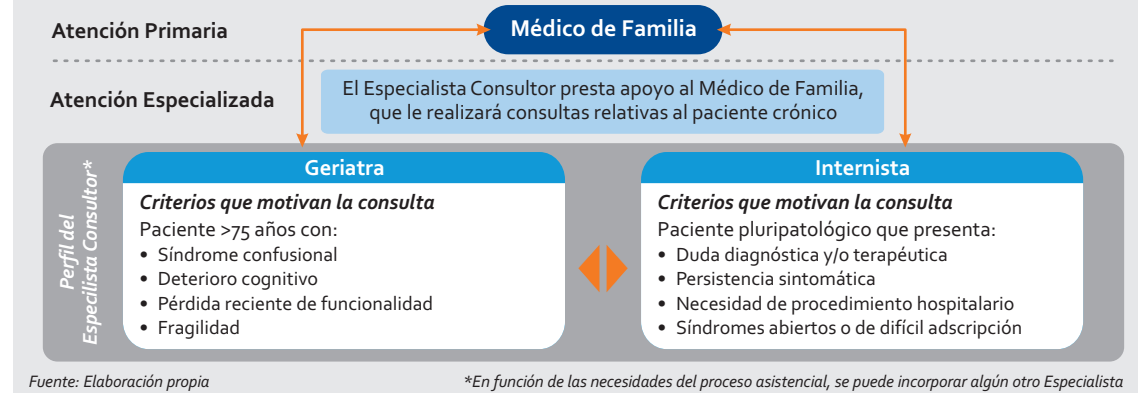 Atención Primaria
Médico de Familia
Atención Especializada
El Especialista Consultor presta apoyo al Médico de Familia,
que le realizará consultas relativas al paciente crónico
Perfil del
Especilista Consultor*
Geriatra
Criterios que motivan la consulta
Paciente >75 años con:
• Síndrome confusional
• Deterioro cognitivo
• Pérdida reciente de funcionalidad
• Fragilidad
Internista
Criterios que motivan la consulta
Paciente pluripatológico que presenta:
• Duda diagnóstica y/o terapéutica
• Persistencia sintomática
• Necesidad de procedimiento hospitalario
• Síndromes abiertos o de difícil adscripción
Fuente: Elaboración propia
*En función de las necesidades del proceso asistencial, se puede incorporar algún otro Especialista